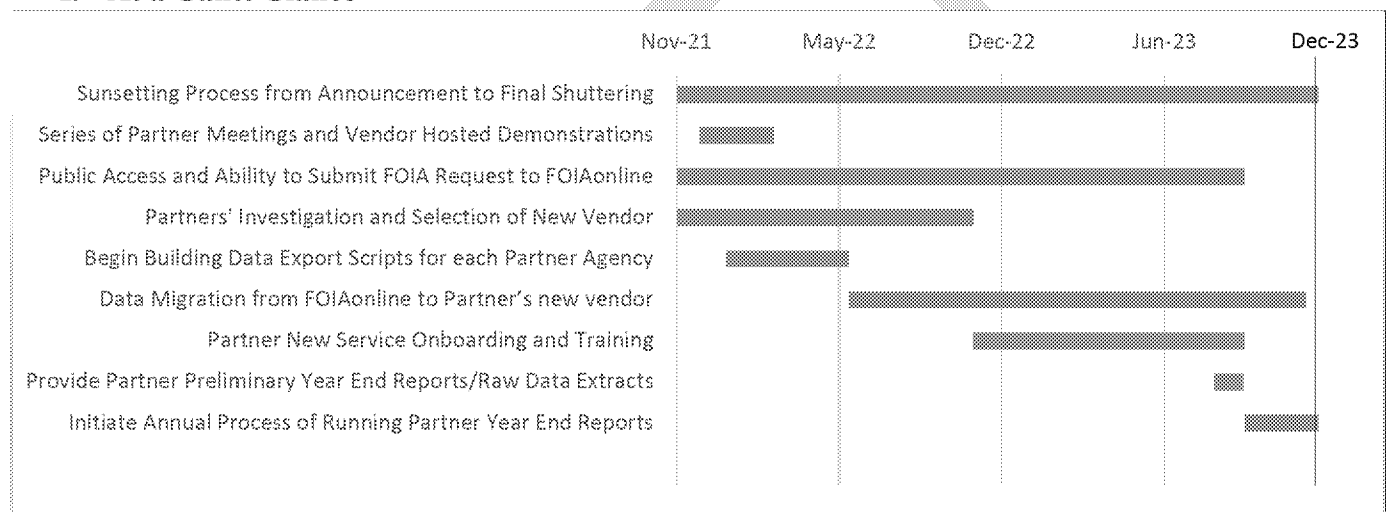 Nov-21 May-22 Dec-22 Jun-23 Dec-23
Sunsetting Process from Announcement to Final Shuttering
Series of Partner Meetings and Vendor Hosted Demonstrations
Public Access and Ability to Submit FOIA Request to FOIAonline
Partners' Investigation and Selection of New Vendor
Begin Building Data Export Scripts for each Partner Agency
Data Migration from FOIAonline to Partner's new vendor
Partner New Service Onboarding and Training
Provide Partner Preliminary Year End Reports/Raw Data Extracts
Initiate Annual Process of Running Partner Year End Reports